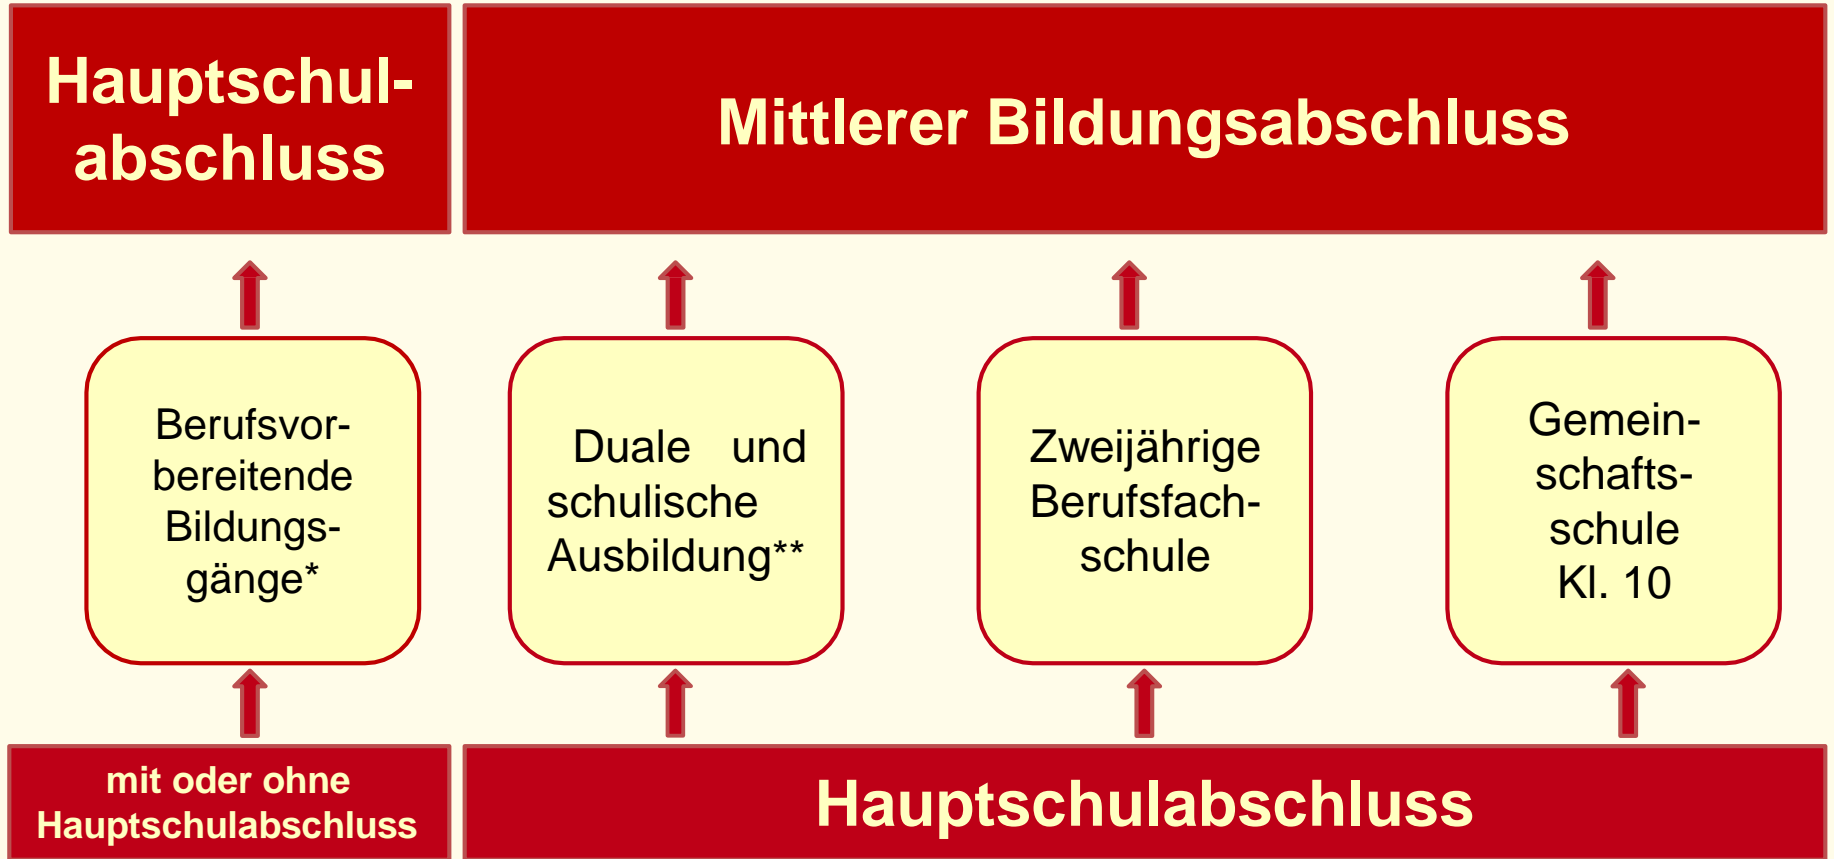 Hauptschul-
abschluss
Mittlerer Bildungsabschluss
Berufsvor-
bereitende
Bildungs-
gänge*
Duale und
schulische
Ausbildung**
Zweijährige
Berufsfach-
schule
Gemein-
schafts-
schule
Kl. 10
mit oder ohne
Hauptschulabschluss
Hauptschulabschluss